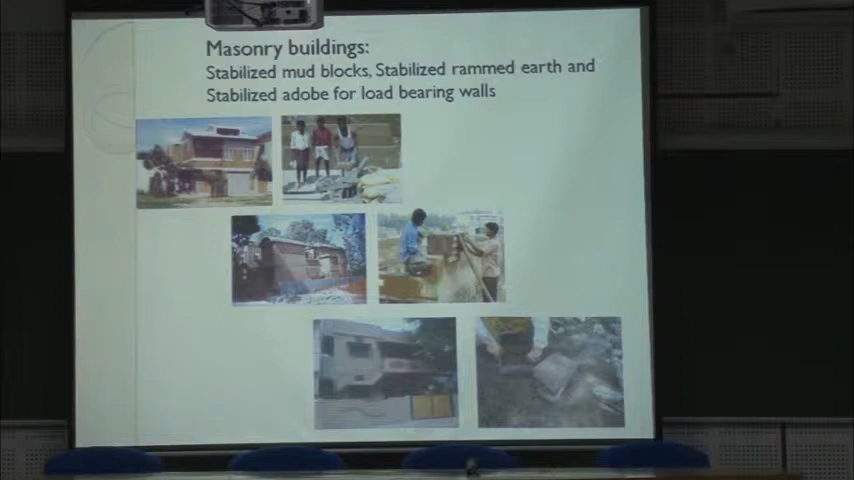 Masonry buildings:
Stabilized mud blocks, Stabilized rammed earth and
Stabilized adobe for load bearing walls